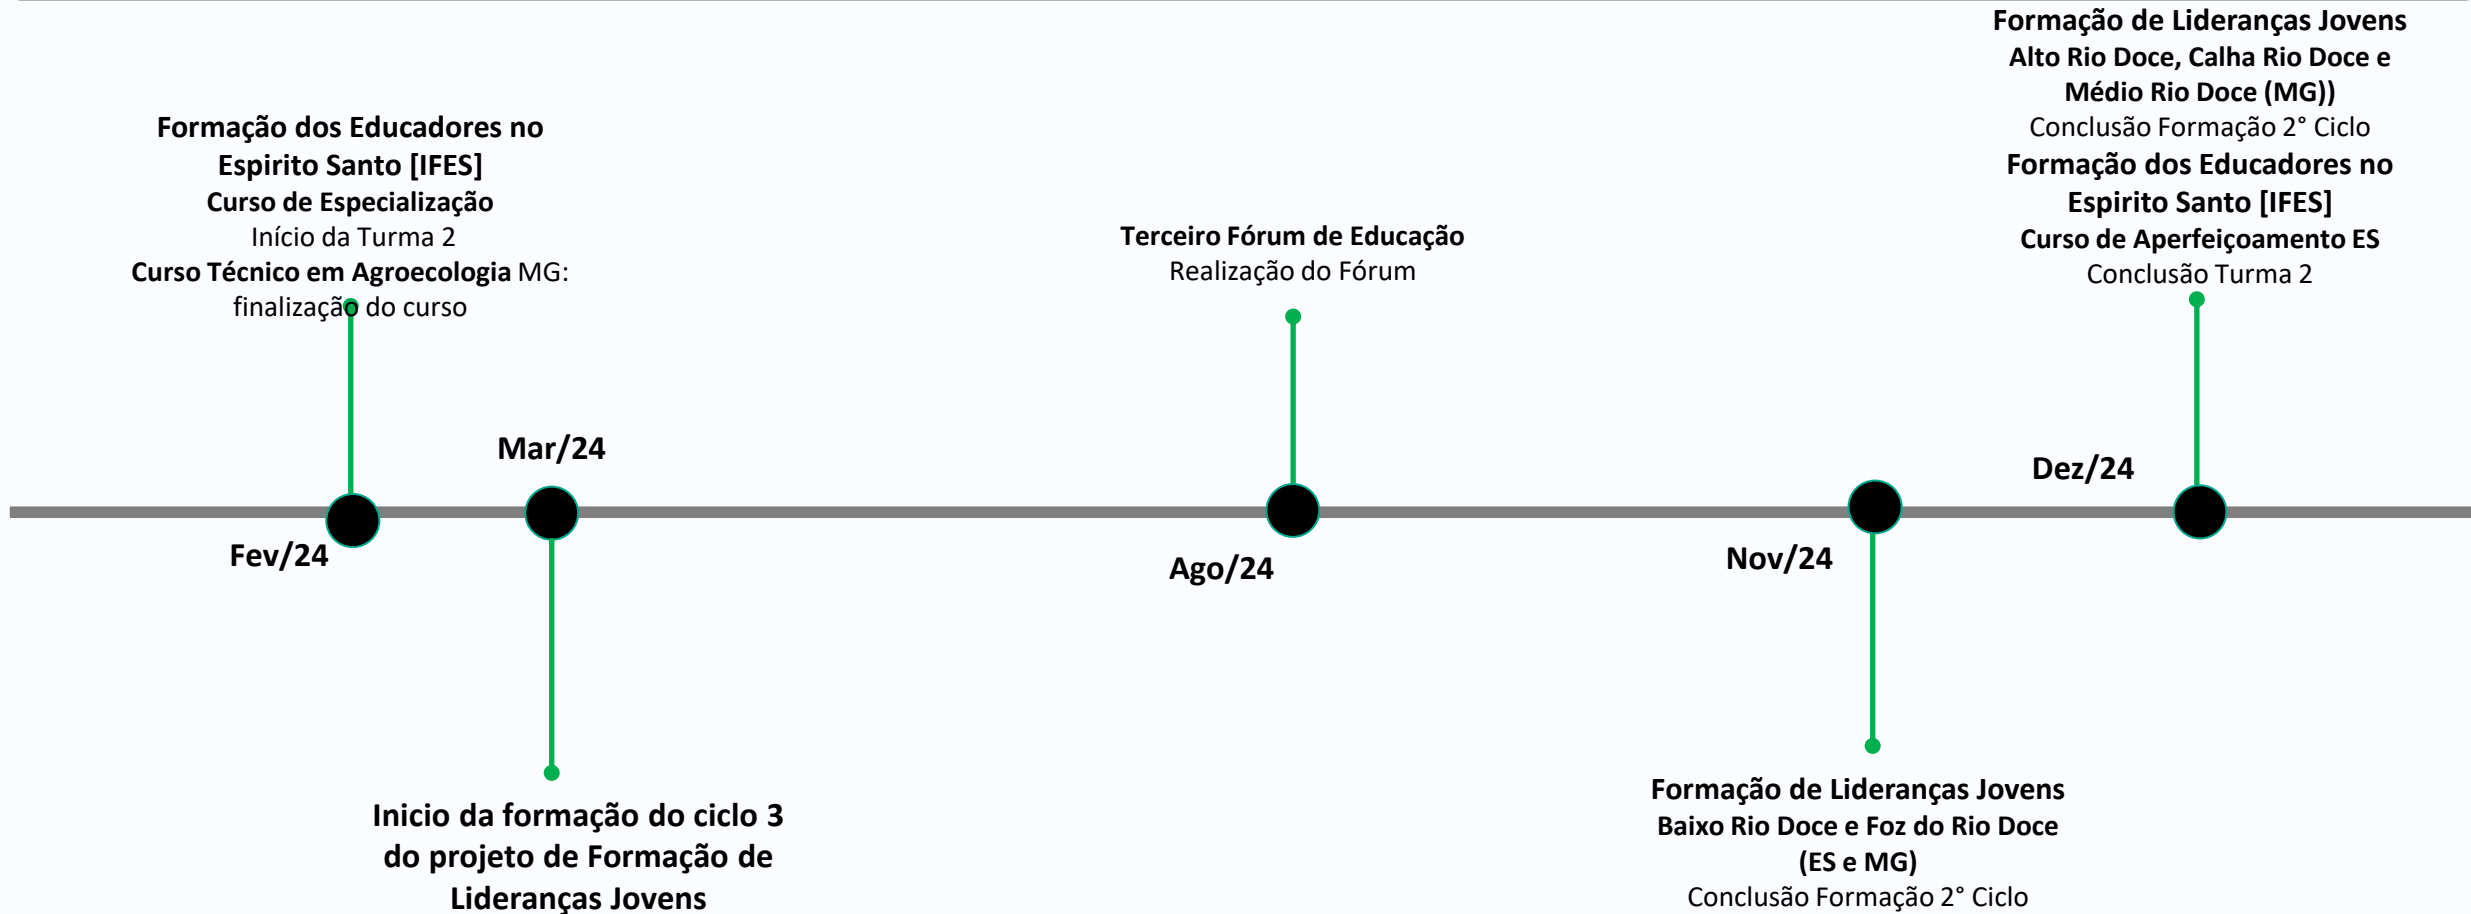 Formação dos Educadores no
Espirito Santo [IFES]
Curso de Especialização
Início da Turma 2
Curso Técnico em Agroecologia MG:
finalização do curso
Fev/24
Mar/24
Inicio da formação do ciclo 3
do projeto de Formação de
Lideranças Jovens
Terceiro Fórum de Educação
Realização do Fórum
Ago/24
Nov/24
Formação de Lideranças Jovens
Baixo Rio Doce e Foz do Rio Doce
(ES e MG)
Conclusão Formação 2° Ciclo
Formação de Lideranças Jovens
Alto Rio Doce, Calha Rio Doce e
Médio Rio Doce (MG))
Conclusão Formação 2° Ciclo
Formação dos Educadores no
Espirito Santo [IFES]
Curso de Aperfeiçoamento ES
Conclusão Turma 2
Dez/24